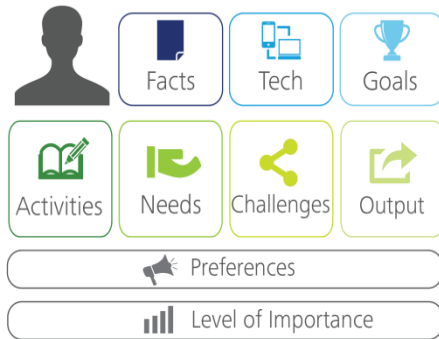 Facts
Tech
Goals
Activities
Needs
Challenges
Output
Preferences
Level of Importance